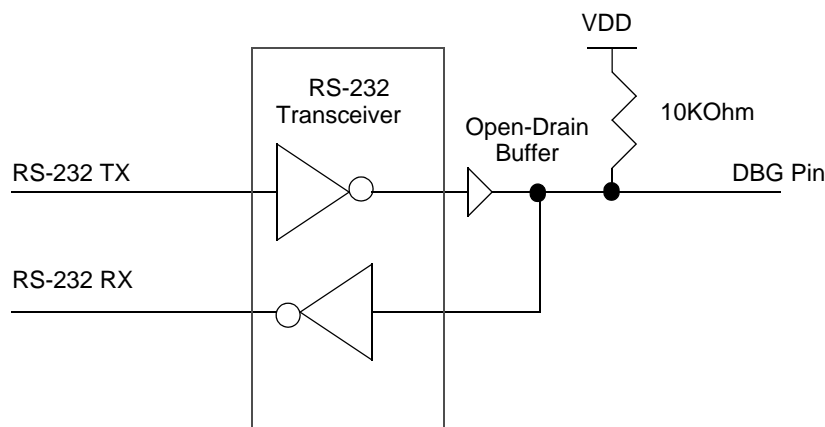 VDD
RS-232
Transceiver
10KOhm
Open-Drain
Buffer
RS-232 TX
DBG Pin
RS-232 RX